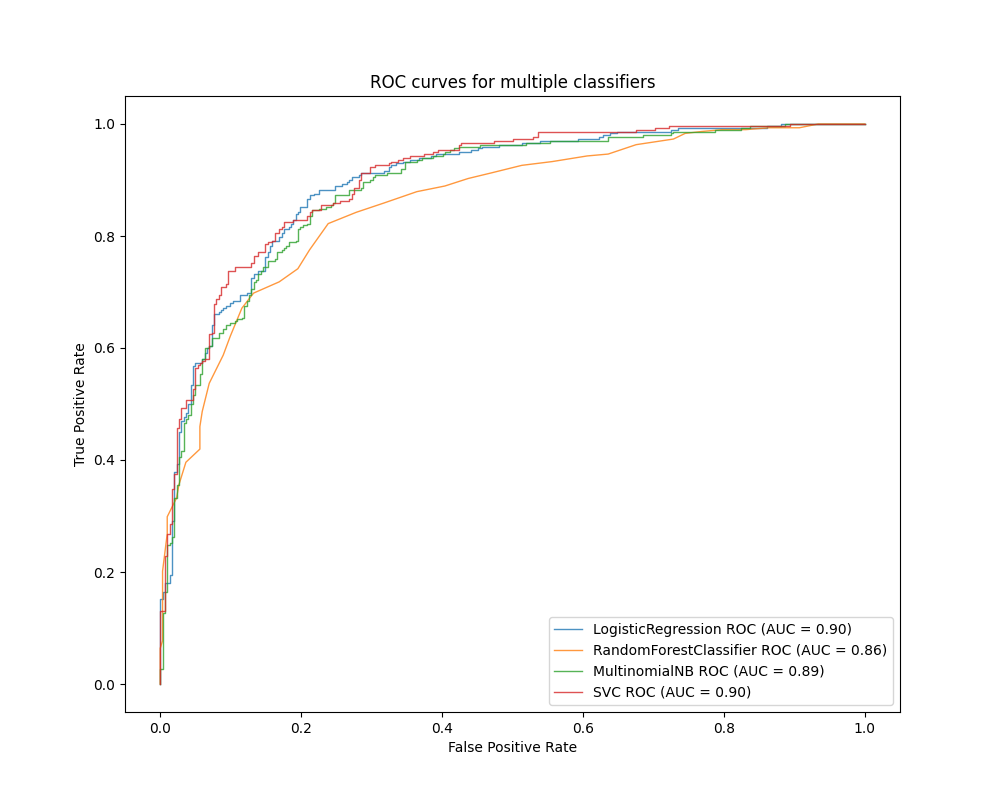 ROC curves for multiple classifiers
1.0
0.8
0.6
0.4
0.2
0.0
True Positive Rate
0.0 0.2 0.4 0.6 0.8 1.0
False Positive Rate
LogisticRegression ROC (AUC = 0.90)
RandomForestClassifier ROC (AUC = 0.86)
MultinomialNB ROC (AUC = 0.89)
SVC ROC (AUC = 0.90)